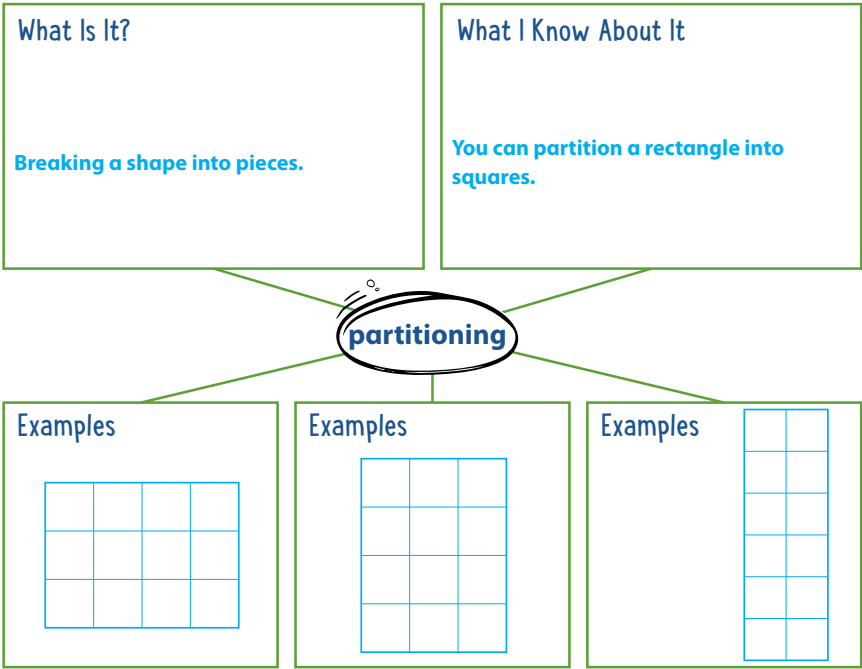 What Is It?
Breaking a shape into pieces.
What I Know About It
You can partition a rectangle into
squares.
partitioning
Examples
Examples
Examples